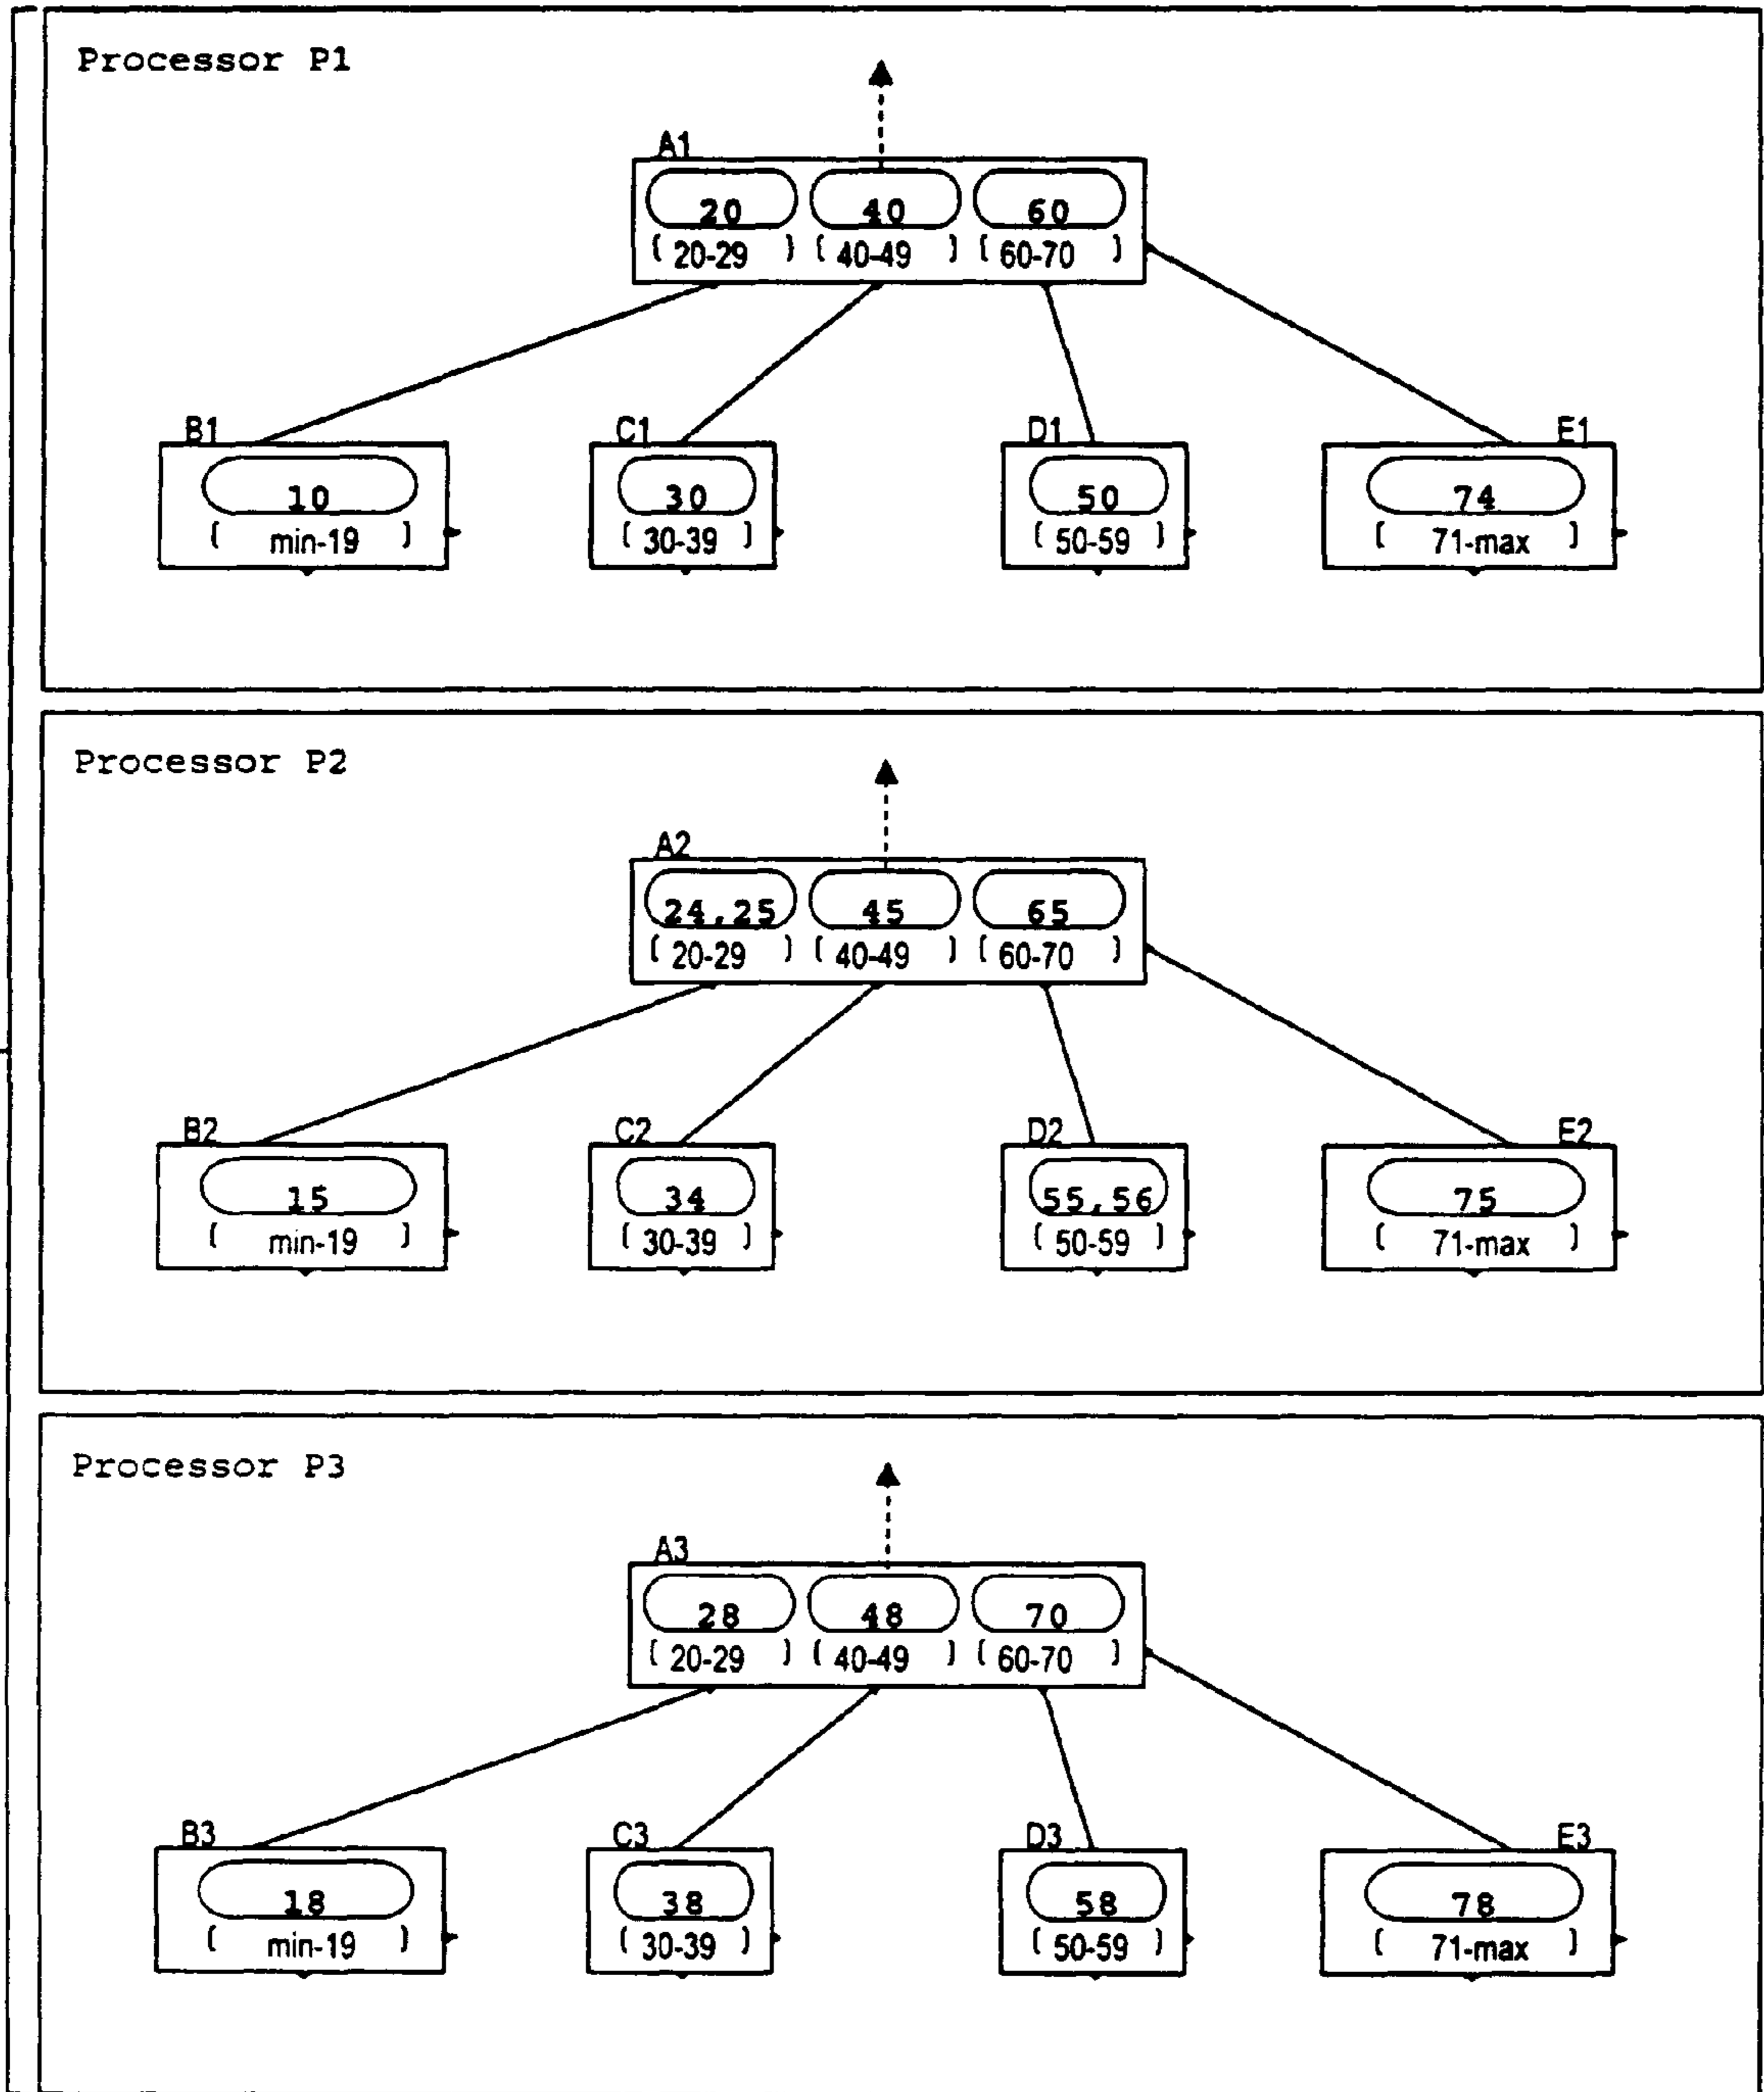 Processor P1
A1
20 40 60
[ 20-29 ] [ 40-49 ] [ 60-70 ]
B1 C1 D1 E1
10 30 50 74
[ min-19 ] [ 30-39 ] [ 50-59 ] [ 71-max ]
Processor P2
A2
24,25 45 65
[ 20-29 ] [ 40-49 ] [ 60-70 ]
B2 C2 D2 E2
15 34 55,56 75
[ min-19 ] [ 30-39 ] [ 50-59 ] [ 71-max ]
Processor P3
A3
28 48 70
[ 20-29 ] [ 40-49 ] [ 60-70 ]
B3 C3 D3 E3
18 38 58 78
[ min-19 ] [ 30-39 ] [ 50-59 ] [ 71-max ]